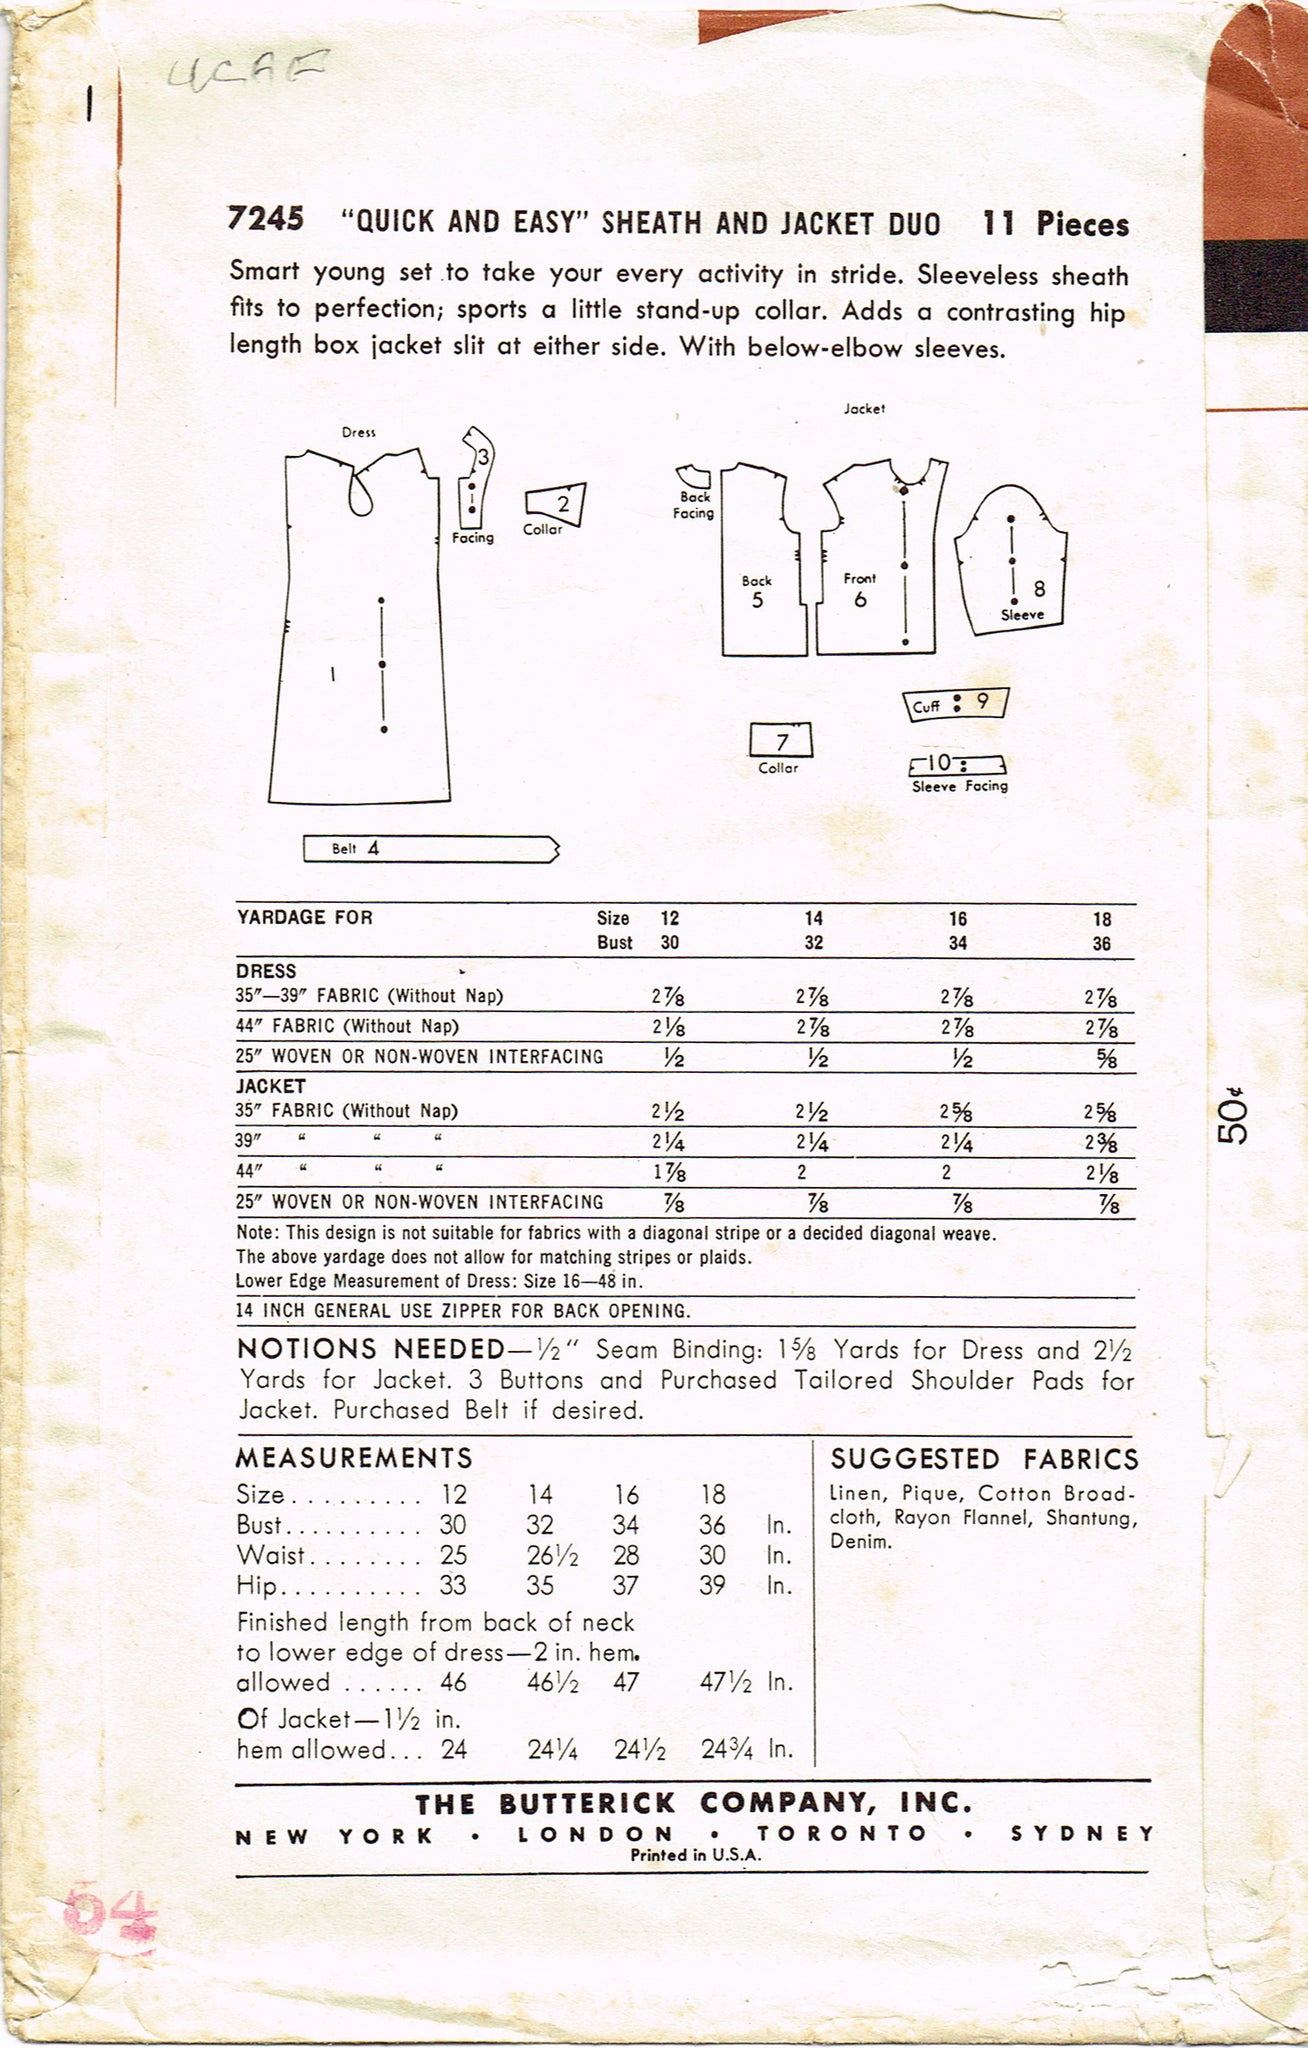 UCAE
1
7245 "QUICK AND EASY" SHEATH AND JACKET DUO 11 Pieces
Smart young set to take your every activity in stride. Sleeveless sheath
fits to perfection; sports a little stand-up collar. Adds a contrasting hip
length box jacket slit at either side. With below-elbow sleeves.
Dress
1
3
Facing
2
Collar
Belt 4
Jacket
Back
Facing
Back
5
Front
6
8
Sleeve
7
Collar
Cuff 9
10
Sleeve Facing
YARDAGE FOR Size 12 14 16 18
Bust 30 32 34 36
DRESS
35"—39" FABRIC (Without Nap) 2⅞ 2⅞ 2⅞ 2⅞
44" FABRIC (Without Nap) 2⅛ 2⅞ 2⅞ 2⅞
25" WOVEN OR NON-WOVEN INTERFACING ½ ½ ½ ⅝
JACKET
35" FABRIC (Without Nap) 2½ 2½ 2⅝ 2⅝
39" " " " 2¼ 2¼ 2¼ 2⅜
44" " " " 1⅞ 2 2 2⅛
25" WOVEN OR NON-WOVEN INTERFACING ⅞ ⅞ ⅞ ⅞
Note: This design is not suitable for fabrics with a diagonal stripe or a decided diagonal weave.
The above yardage does not allow for matching stripes or plaids.
Lower Edge Measurement of Dress: Size 16—48 in.
14 INCH GENERAL USE ZIPPER FOR BACK OPENING.
NOTIONS NEEDED—½" Seam Binding: 1⅝ Yards for Dress and 2½
Yards for Jacket. 3 Buttons and Purchased Tailored Shoulder Pads for
Jacket. Purchased Belt if desired.
MEASUREMENTS
Size.......... 12 14 16 18
Bust.......... 30 32 34 36 In.
Waist........ 25 26½ 28 30 In.
Hip.......... 33 35 37 39 In.
Finished length from back of neck
to lower edge of dress—2 in. hem.
allowed ...... 46 46½ 47 47½ In.
Of Jacket—1½ in.
hem allowed... 24 24¼ 24½ 24¾ In.
SUGGESTED FABRICS
Linen, Pique, Cotton Broad-
cloth, Rayon Flannel, Shantung,
Denim.
50¢
THE BUTTERICK COMPANY, INC.
NEW YORK • LONDON • TORONTO • SYDNEY
Printed in U.S.A.
54